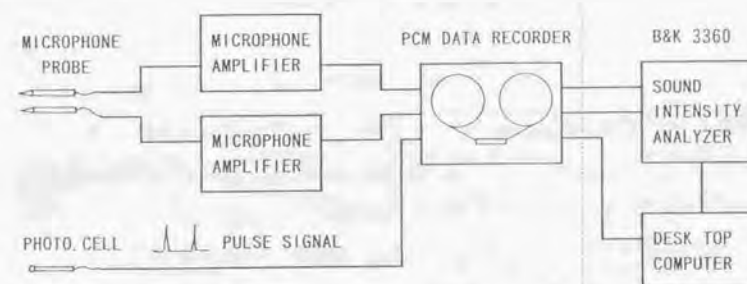 MICROPHONE
PROBE
MICROPHONE
AMPLIFIER
MICROPHONE
AMPLIFIER
PCM DATA RECORDER
B&K 3360
SOUND
INTENSITY
ANALYZER
PHOTO. CELL
PULSE SIGNAL
DESK TOP
COMPUTER